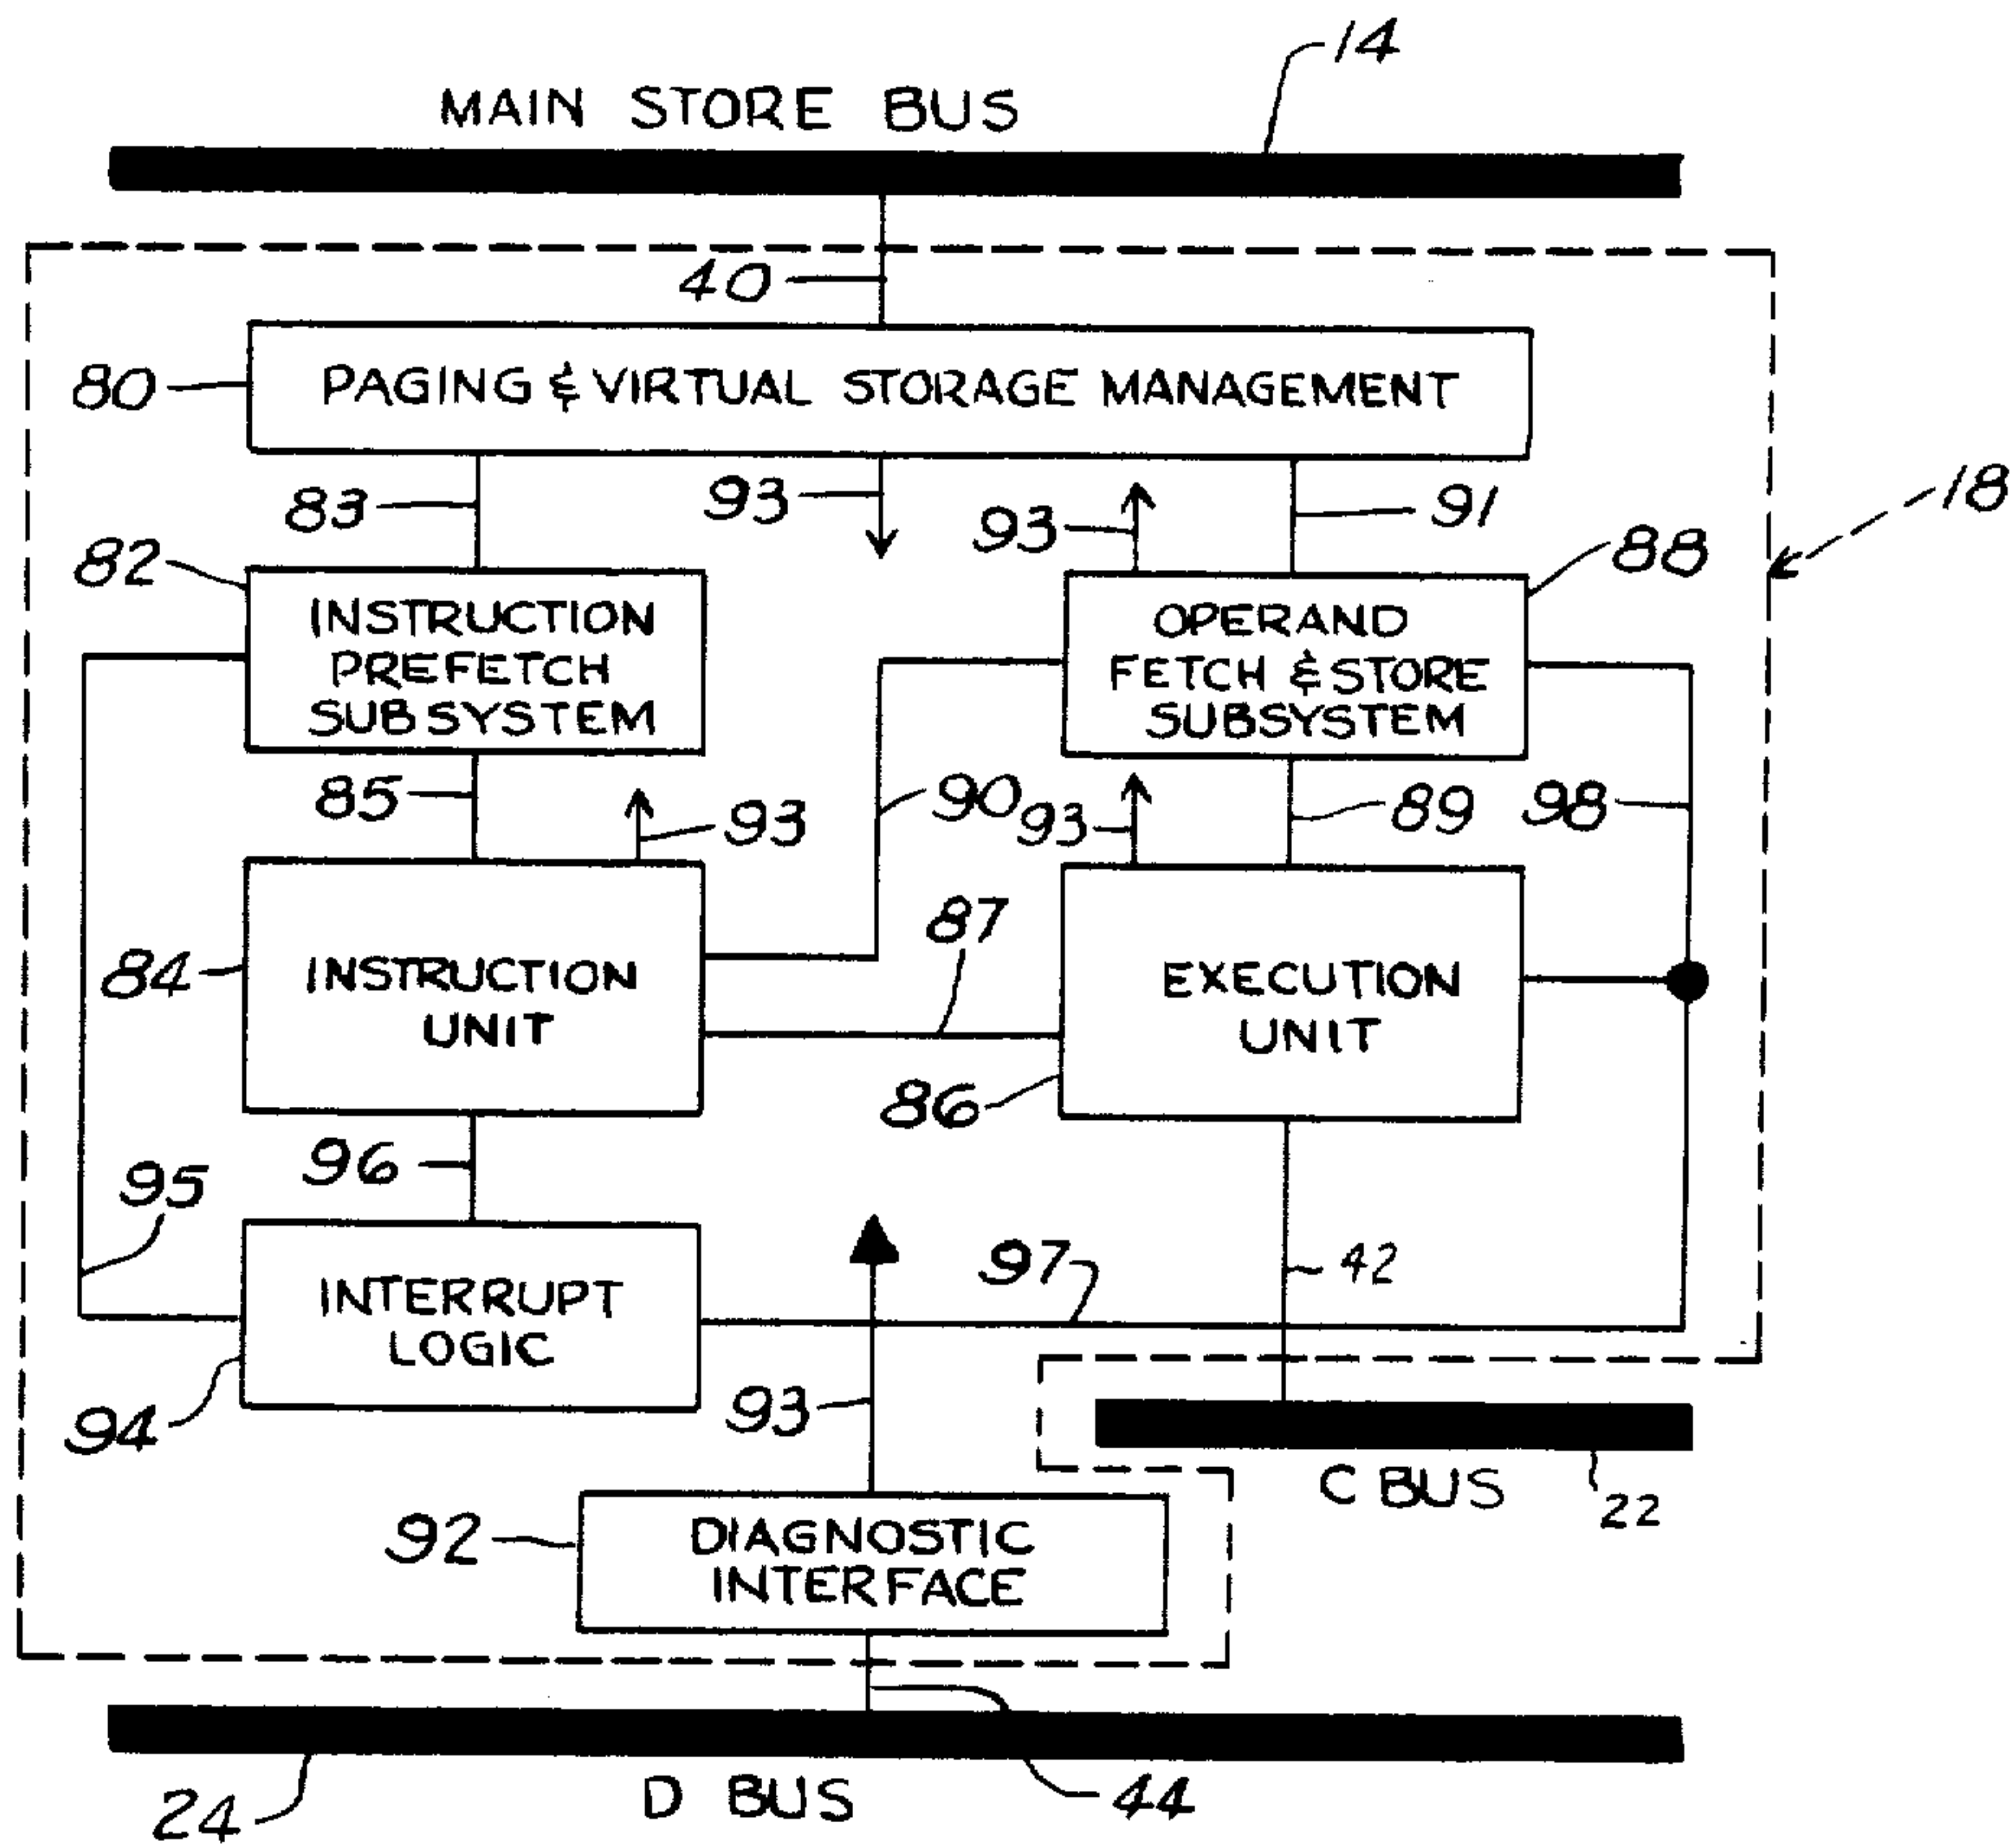 14
MAIN STORE BUS
40
80
PAGING & VIRTUAL STORAGE MANAGEMENT
18
83
93
93
91
82
88
INSTRUCTION
PREFETCH
SUBSYSTEM
OPERAND
FETCH & STORE
SUBSYSTEM
85
93
90
93
89
98
84
INSTRUCTION
UNIT
87
EXECUTION
UNIT
86
96
95
97
42
INTERRUPT
LOGIC
94
93
C BUS
22
92
DIAGNOSTIC
INTERFACE
24
D BUS
44